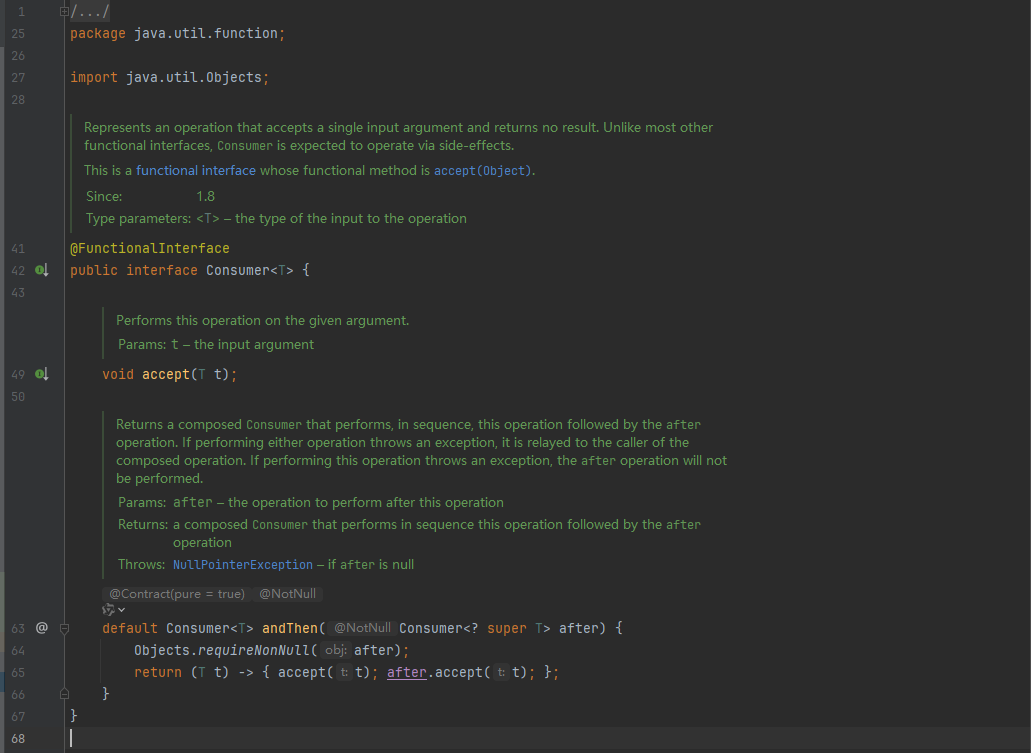 1 /.../
25 package java.util.function;
26
27 import java.util.Objects;
28
Represents an operation that accepts a single input argument and returns no result. Unlike most other
functional interfaces, Consumer is expected to operate via side-effects.
This is a functional interface whose functional method is accept(Object).
Since: 1.8
Type parameters: <T> – the type of the input to the operation
41 @FunctionalInterface
42 public interface Consumer<T> {
43
Performs this operation on the given argument.
Params: t – the input argument
49 void accept(T t);
50
Returns a composed Consumer that performs, in sequence, this operation followed by the after
operation. If performing either operation throws an exception, it is relayed to the caller of the
composed operation. If performing this operation throws an exception, the after operation will not
be performed.
Params: after – the operation to perform after this operation
Returns: a composed Consumer that performs in sequence this operation followed by the after
operation
Throws: NullPointerException – if after is null
@Contract(pure = true) @NotNull
63 @ default Consumer<T> andThen( @NotNull Consumer<? super T> after) {
64 Objects.requireNonNull( obj: after);
65 return (T t) -> { accept( t: t); after.accept( t: t); };
66 }
67 }
68